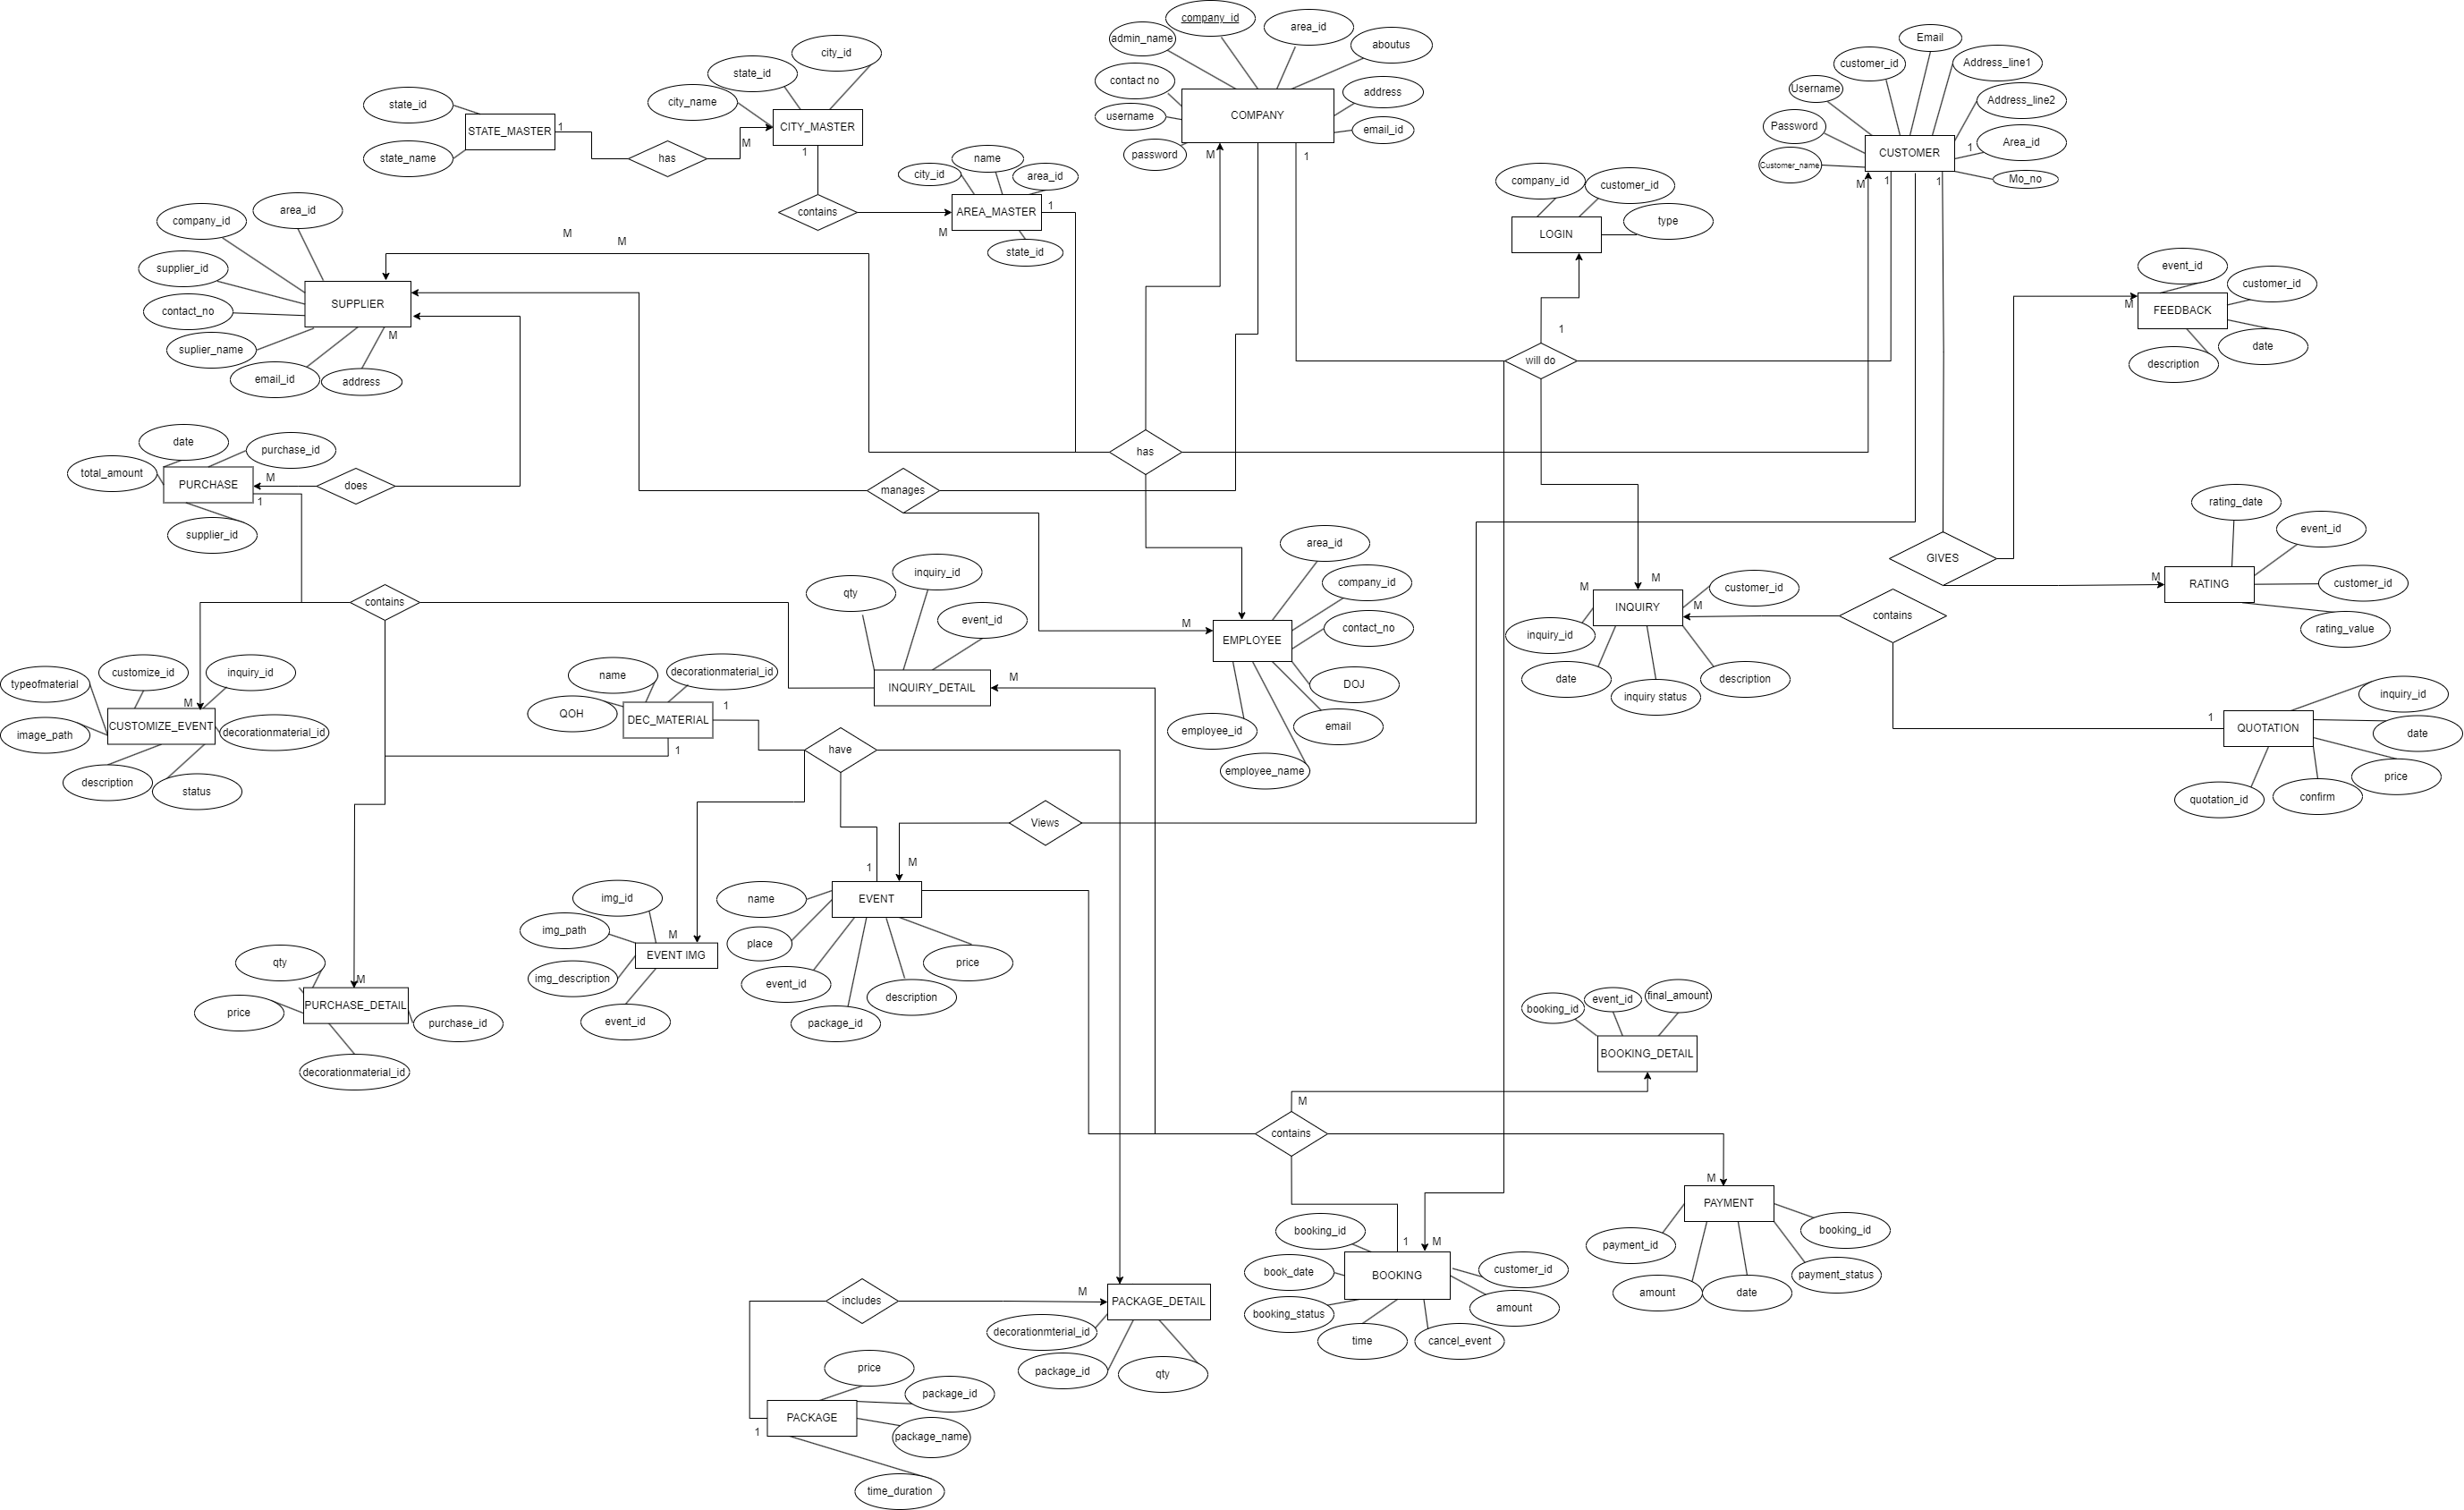 company_id
area_id
admin_name
aboutus
contact no
address
username
email_id
password
COMPANY
M
1
Email
customer_id
Address_line1
Username
Address_line2
Password
Area_id
Customer_name
Mo_no
CUSTOMER
1
M
1
1
state_id
state_name
STATE_MASTER
1
has
M
city_id
state_id
city_name
CITY_MASTER
1
contains
name
city_id
area_id
AREA_MASTER
1
M
state_id
M
M
company_id
customer_id
type
LOGIN
1
will do
area_id
company_id
supplier_id
contact_no
suplier_name
email_id
address
SUPPLIER
M
event_id
customer_id
FEEDBACK
M
date
description
date
purchase_id
total_amount
PURCHASE
M
1
supplier_id
does
manages
has
rating_date
event_id
GIVES
M
RATING
customer_id
rating_value
contains
qty
inquiry_id
event_id
INQUIRY_DETAIL
M
area_id
company_id
contact_no
DOJ
email
employee_id
employee_name
EMPLOYEE
M
M
M
customer_id
M
INQUIRY
inquiry_id
date
inquiry status
description
contains
customize_id
inquiry_id
typeofmaterial
M
CUSTOMIZE_EVENT
decorationmaterial_id
image_path
description
status
name
decorationmaterial_id
QOH
DEC_MATERIAL
1
1
have
inquiry_id
1
QUOTATION
date
price
quotation_id
confirm
Views
1
M
img_id
img_path
M
EVENT IMG
img_description
event_id
name
EVENT
place
event_id
package_id
description
price
qty
M
PURCHASE_DETAIL
price
purchase_id
decorationmaterial_id
booking_id
event_id
final_amount
BOOKING_DETAIL
M
contains
M
PAYMENT
payment_id
booking_id
payment_status
amount
date
booking_id
1
M
book_date
BOOKING
customer_id
booking_status
amount
time
cancel_event
includes
M
PACKAGE_DETAIL
decorationmterial_id
package_id
qty
price
package_id
PACKAGE
package_name
1
time_duration